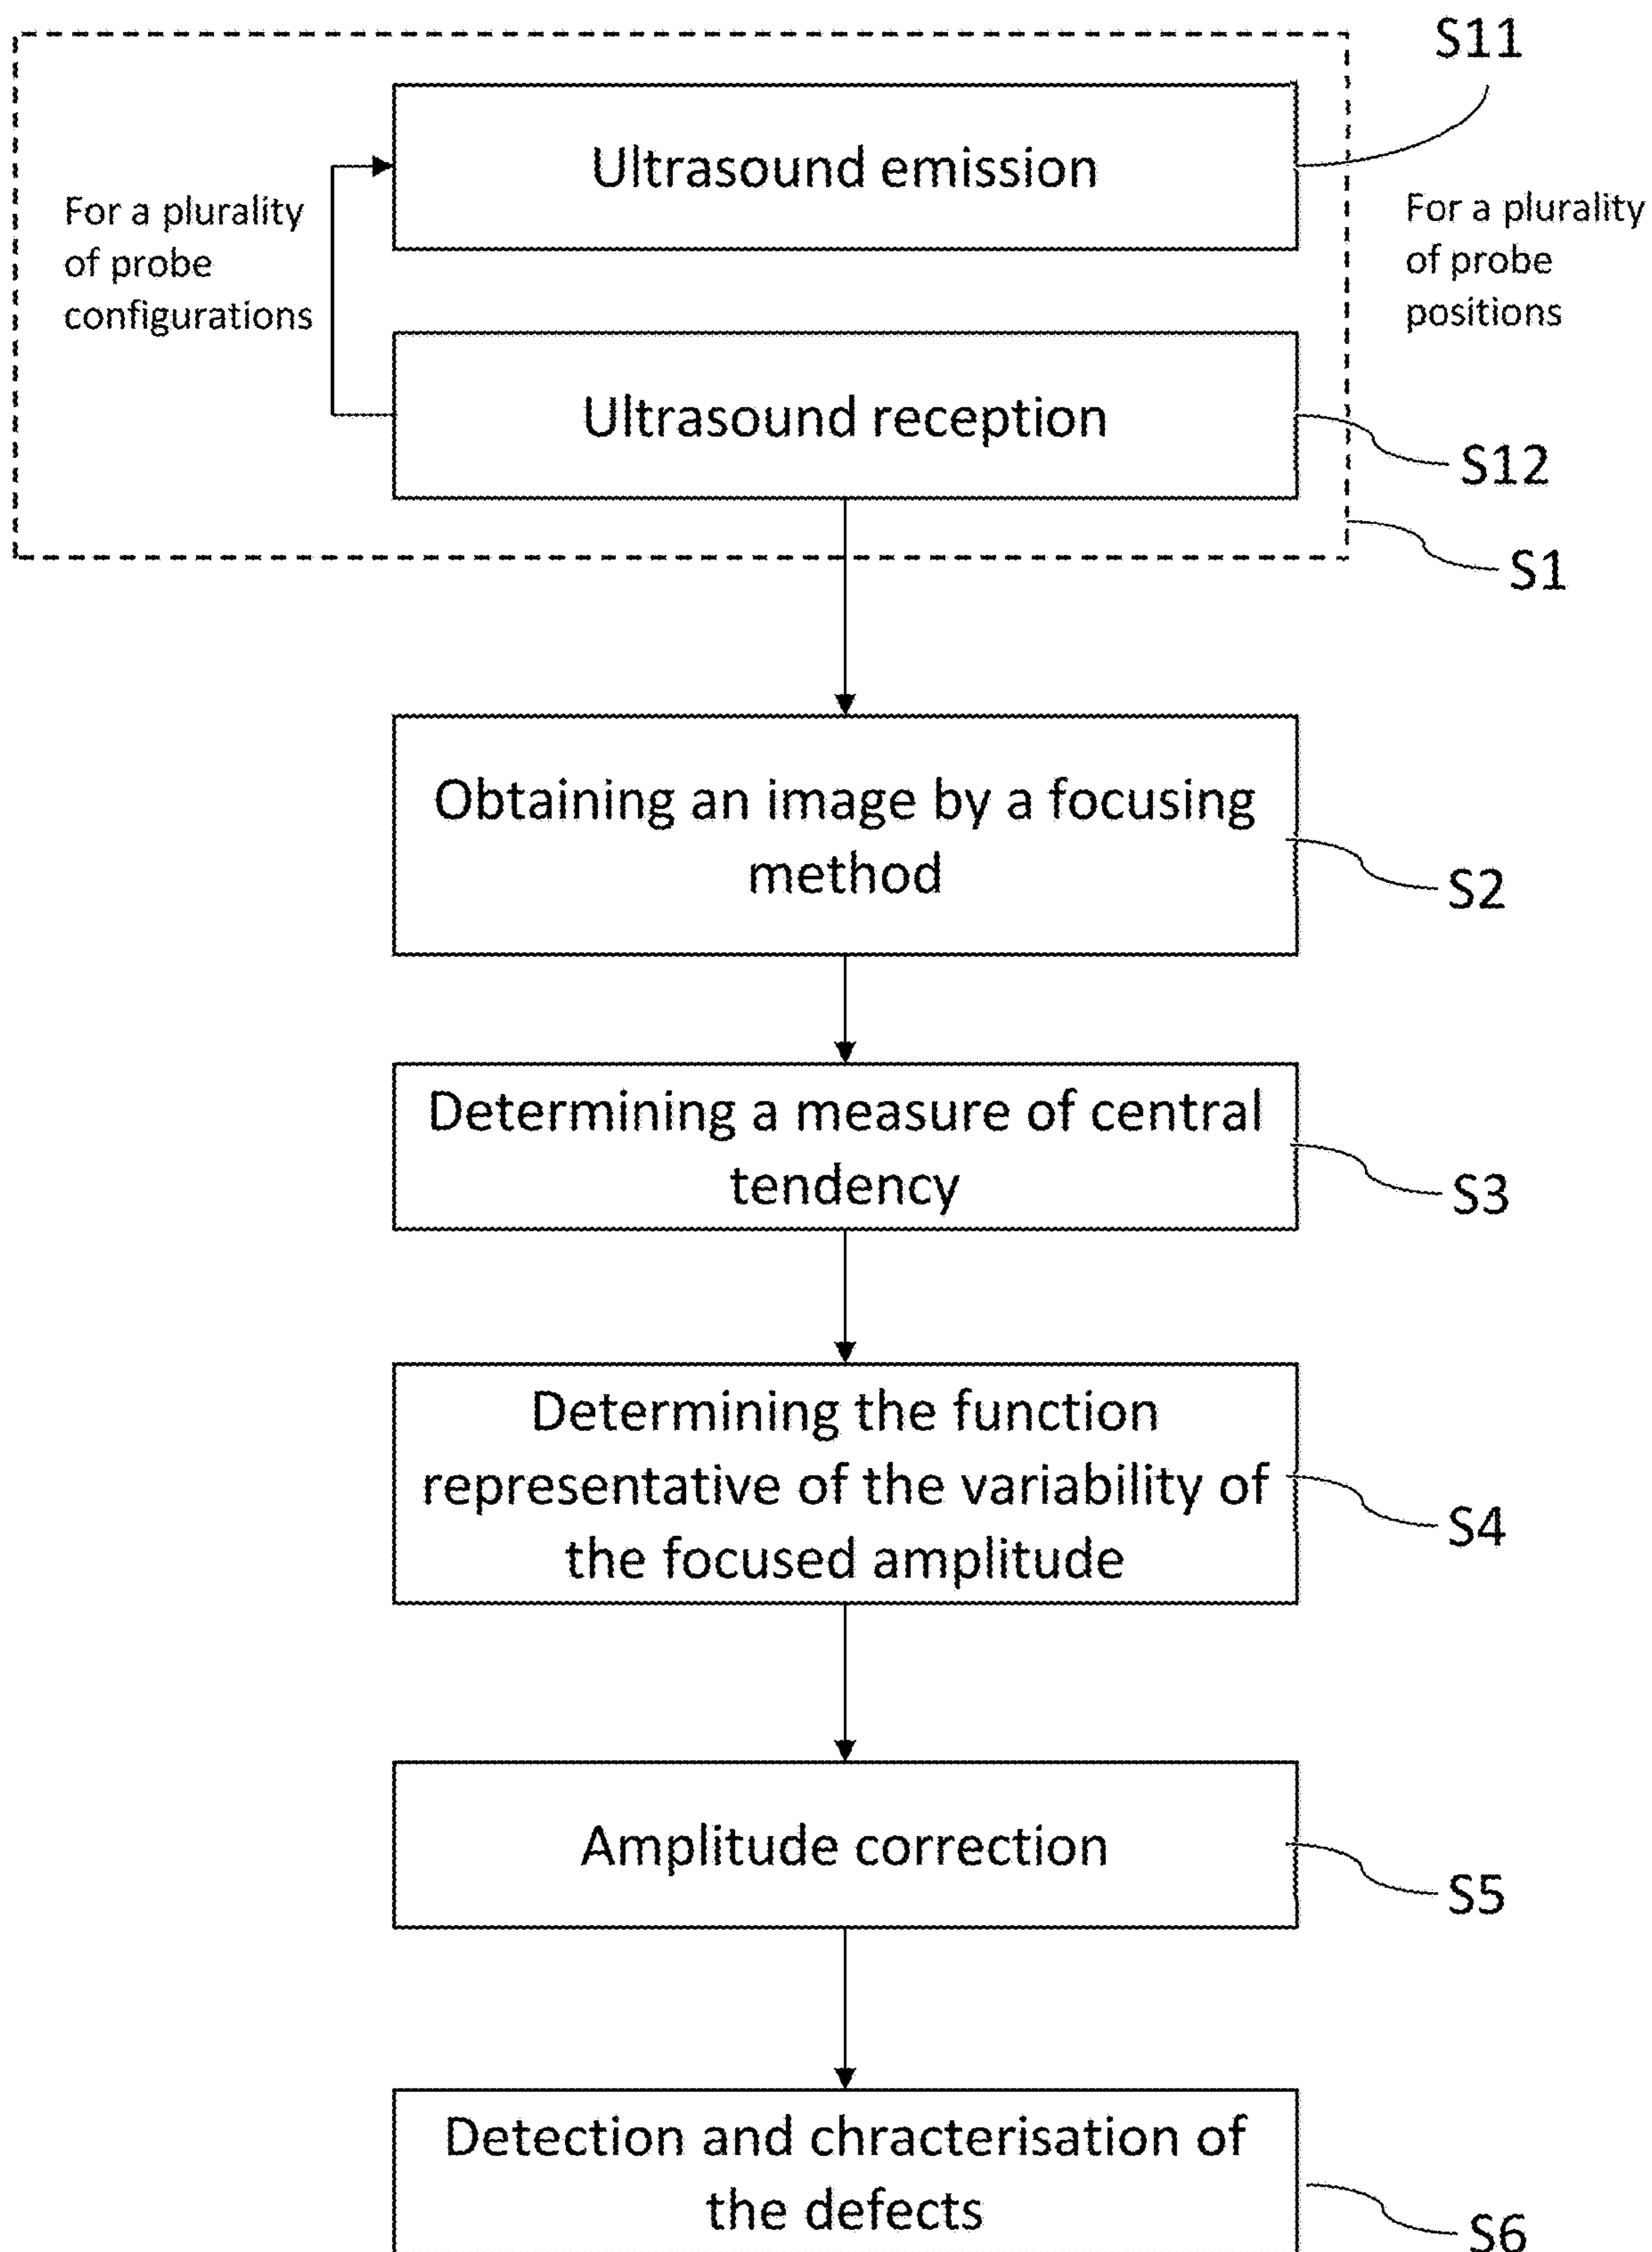 S11
Ultrasound emission
For a plurality
of probe
configurations
For a plurality
of probe
positions
Ultrasound reception
S12
S1
Obtaining an image by a focusing
method
S2
Determining a measure of central
tendency
S3
Determining the function
representative of the variability of
the focused amplitude
S4
Amplitude correction
S5
Detection and chracterisation of
the defects
S6